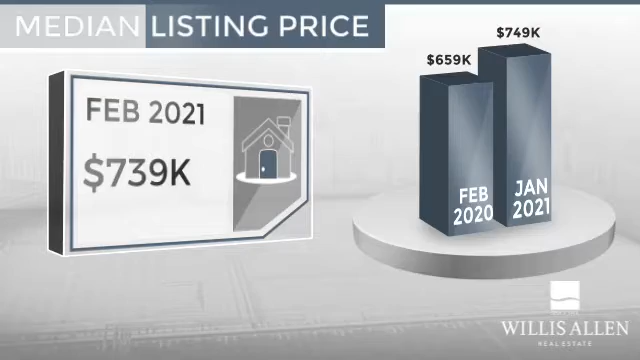 MEDIAN LISTING PRICE
FEB 2021
$739K
$659K
$749K
FEB
2020
JAN
2021
WILLIS ALLEN
REAL ESTATE